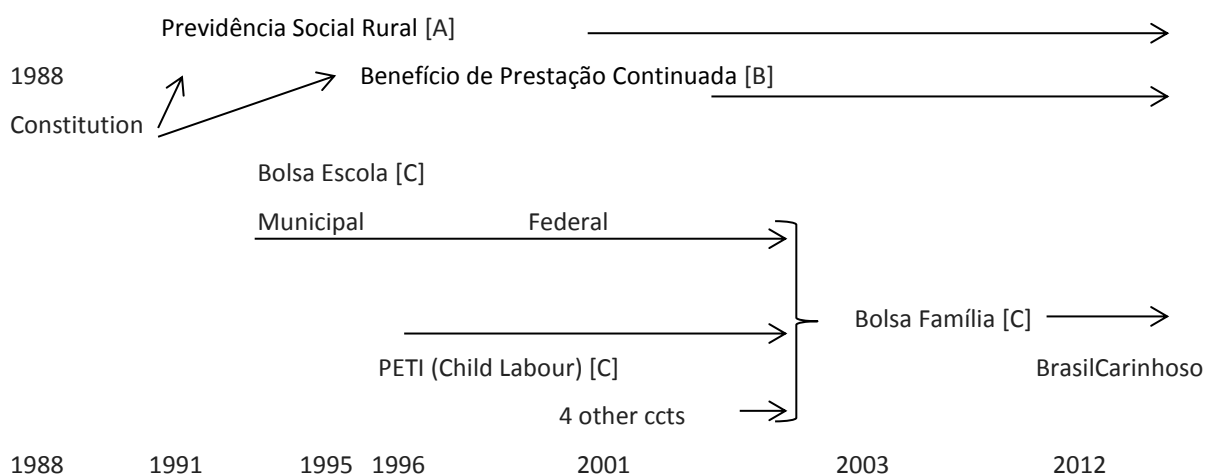 Previdência Social Rural [A]
1988
Benefício de Prestação Continuada [B]
Constitution
Bolsa Escola [C]
Municipal Federal
Bolsa Família [C]
PETI (Child Labour) [C]
BrasilCarinhoso
4 other ccts
1988 1991 1995 1996 2001 2003 2012